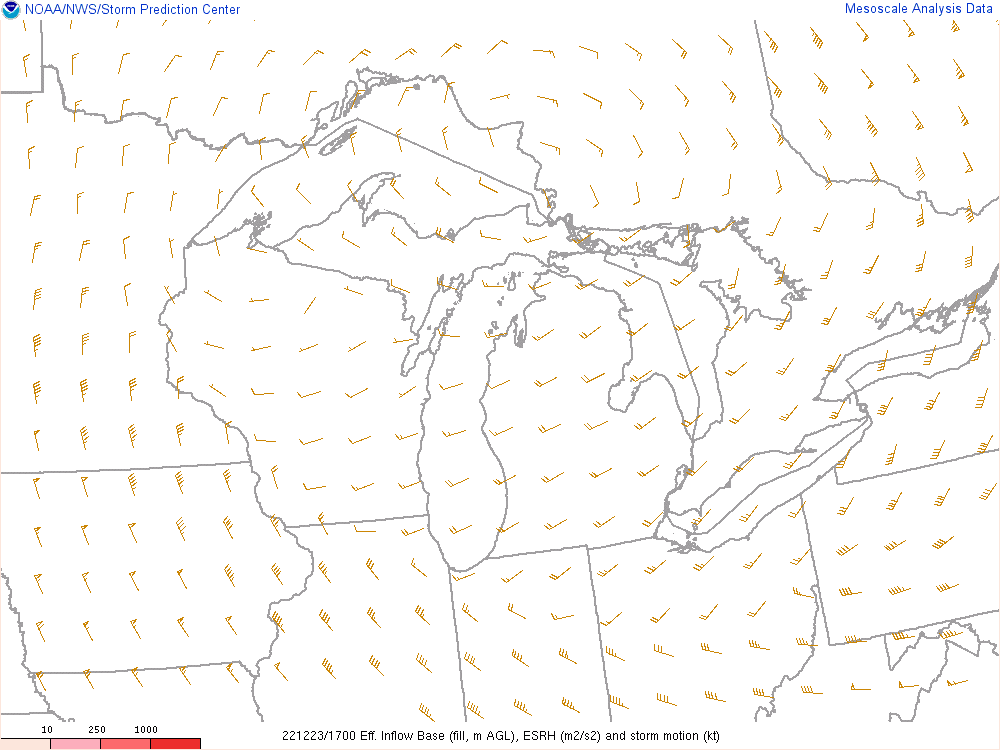 NOAA/NWS/Storm Prediction Center
Mesoscale Analysis Data
10 250 1000
221223/1700 Eff. Inflow Base (fill, m AGL), ESRH (m2/s2) and storm motion (kt)